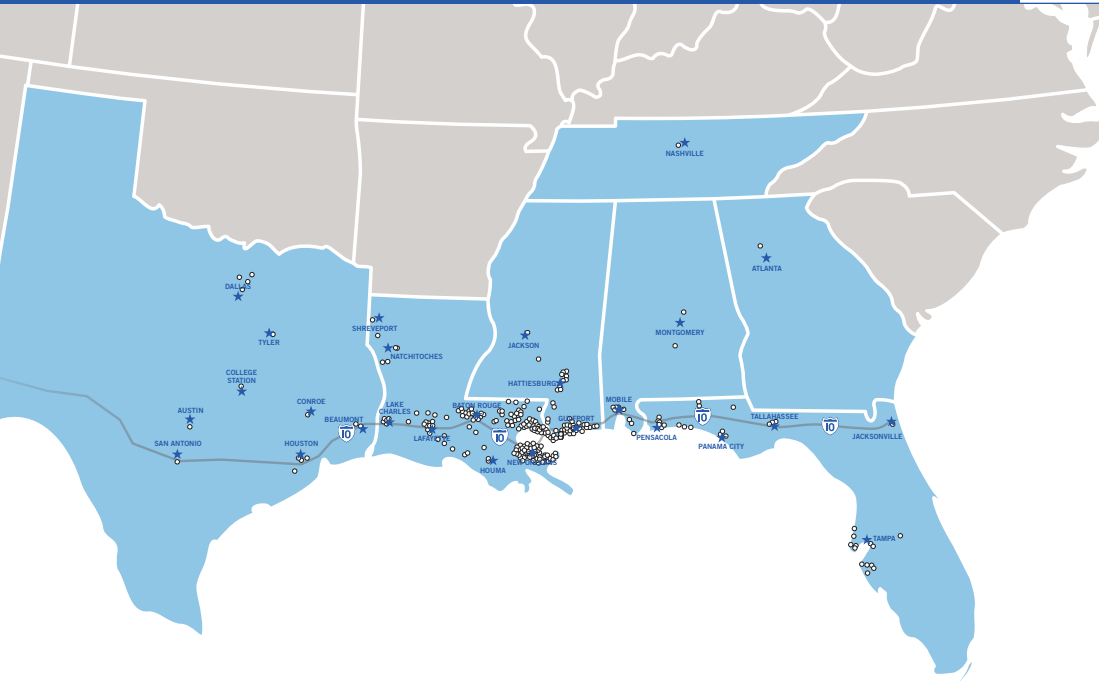 NASHVILLE
ATLANTA
DALLAS
SHREVEPORT
MONTGOMERY
TYLER
JACKSON
NATCHITOCHES
COLLEGE
STATION
HATTIESBURG
CONROE
LAKE
CHARLES
BATON ROUGE
MOBILE
AUSTIN
BEAUMONT
GULFPORT
TALLAHASSEE
10
10
10
10
LAFAYETTE
PENSACOLA
JACKSONVILLE
SAN ANTONIO
HOUSTON
PANAMA CITY
NEW ORLEANS
HOUMA
TAMPA